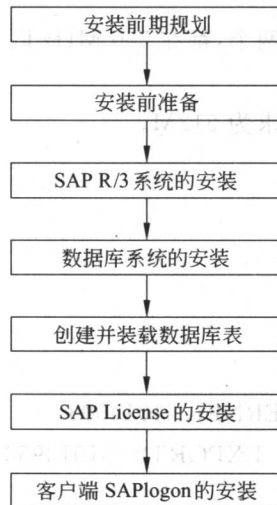 安装前期规划
安装前准备
SAP R/3系统的安装
数据库系统的安装
创建并装载数据库表
SAP License的安装
客户端SAPlogon的安装